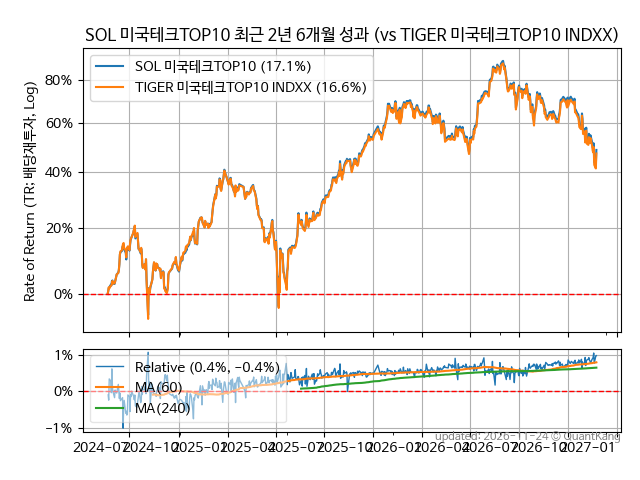 SOL 미국테크TOP10 최근 2년 6개월 성과 (vs TIGER 미국테크TOP10 INDXX)
Rate of Return (TR: 배당재투자, Log)
SOL 미국테크TOP10 (17.1%)
TIGER 미국테크TOP10 INDXX (16.6%)
80%
60%
40%
20%
0%
1%
0%
−1%
Relative (0.4%, −0.4%)
MA(60)
MA(240)
updated: 2026-11-24 © QuantKang
2024−07
2024−10
2025−01
2025−04
2025−07
2025−10
2026−01
2026−04
2026−07
2026−10
2027−01